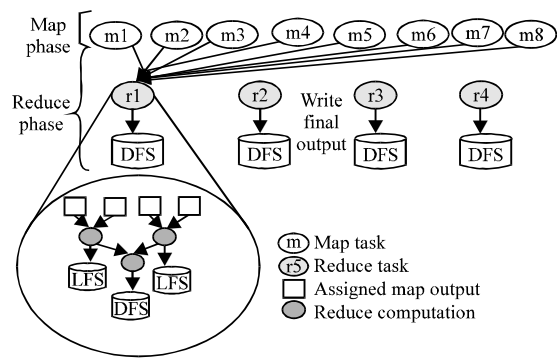 Map
phase
m1 m2 m3 m4 m5 m6 m7 m8
Reduce
phase
r1 r2 r3 r4
Write
final
output
DFS DFS DFS DFS
LFS LFS
DFS
m Map task
r5 Reduce task
Assigned map output
Reduce computation